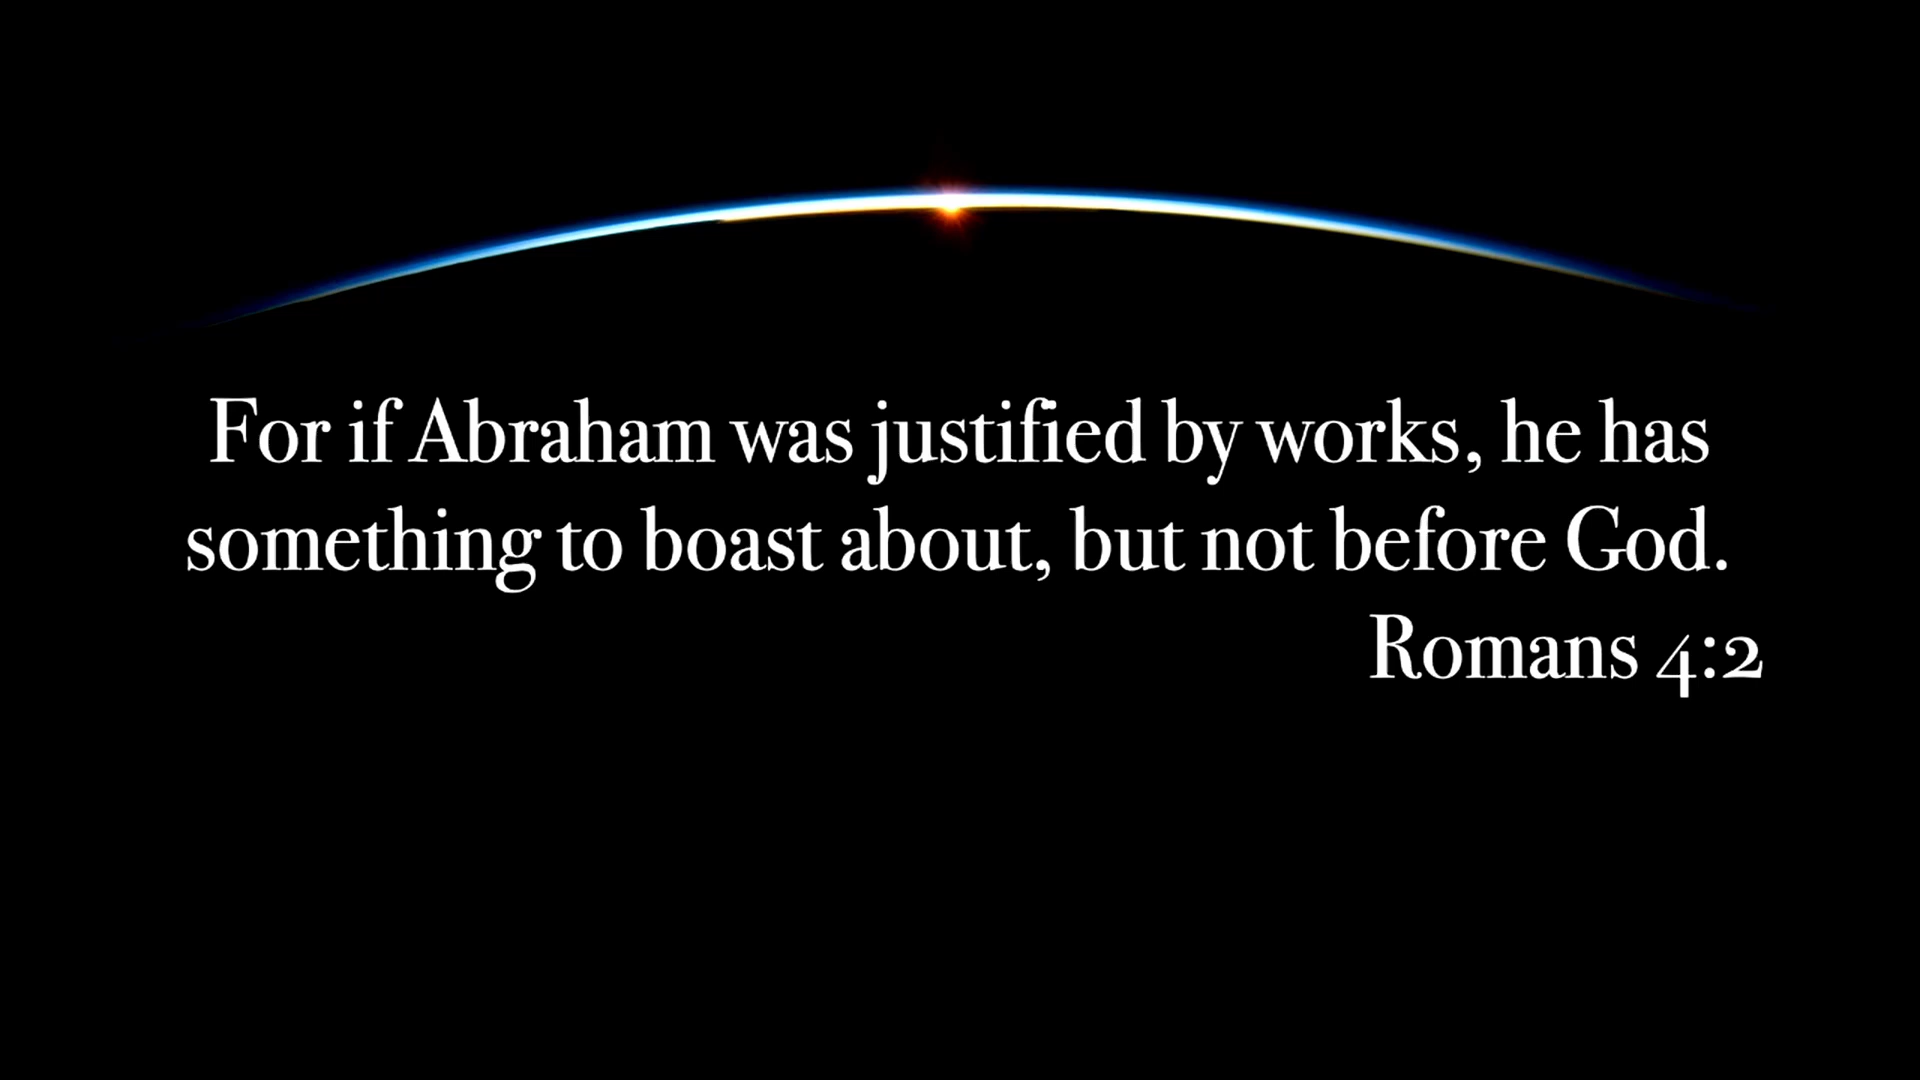 For if Abraham was justified by works, he has
something to boast about, but not before God.
Romans 4:2